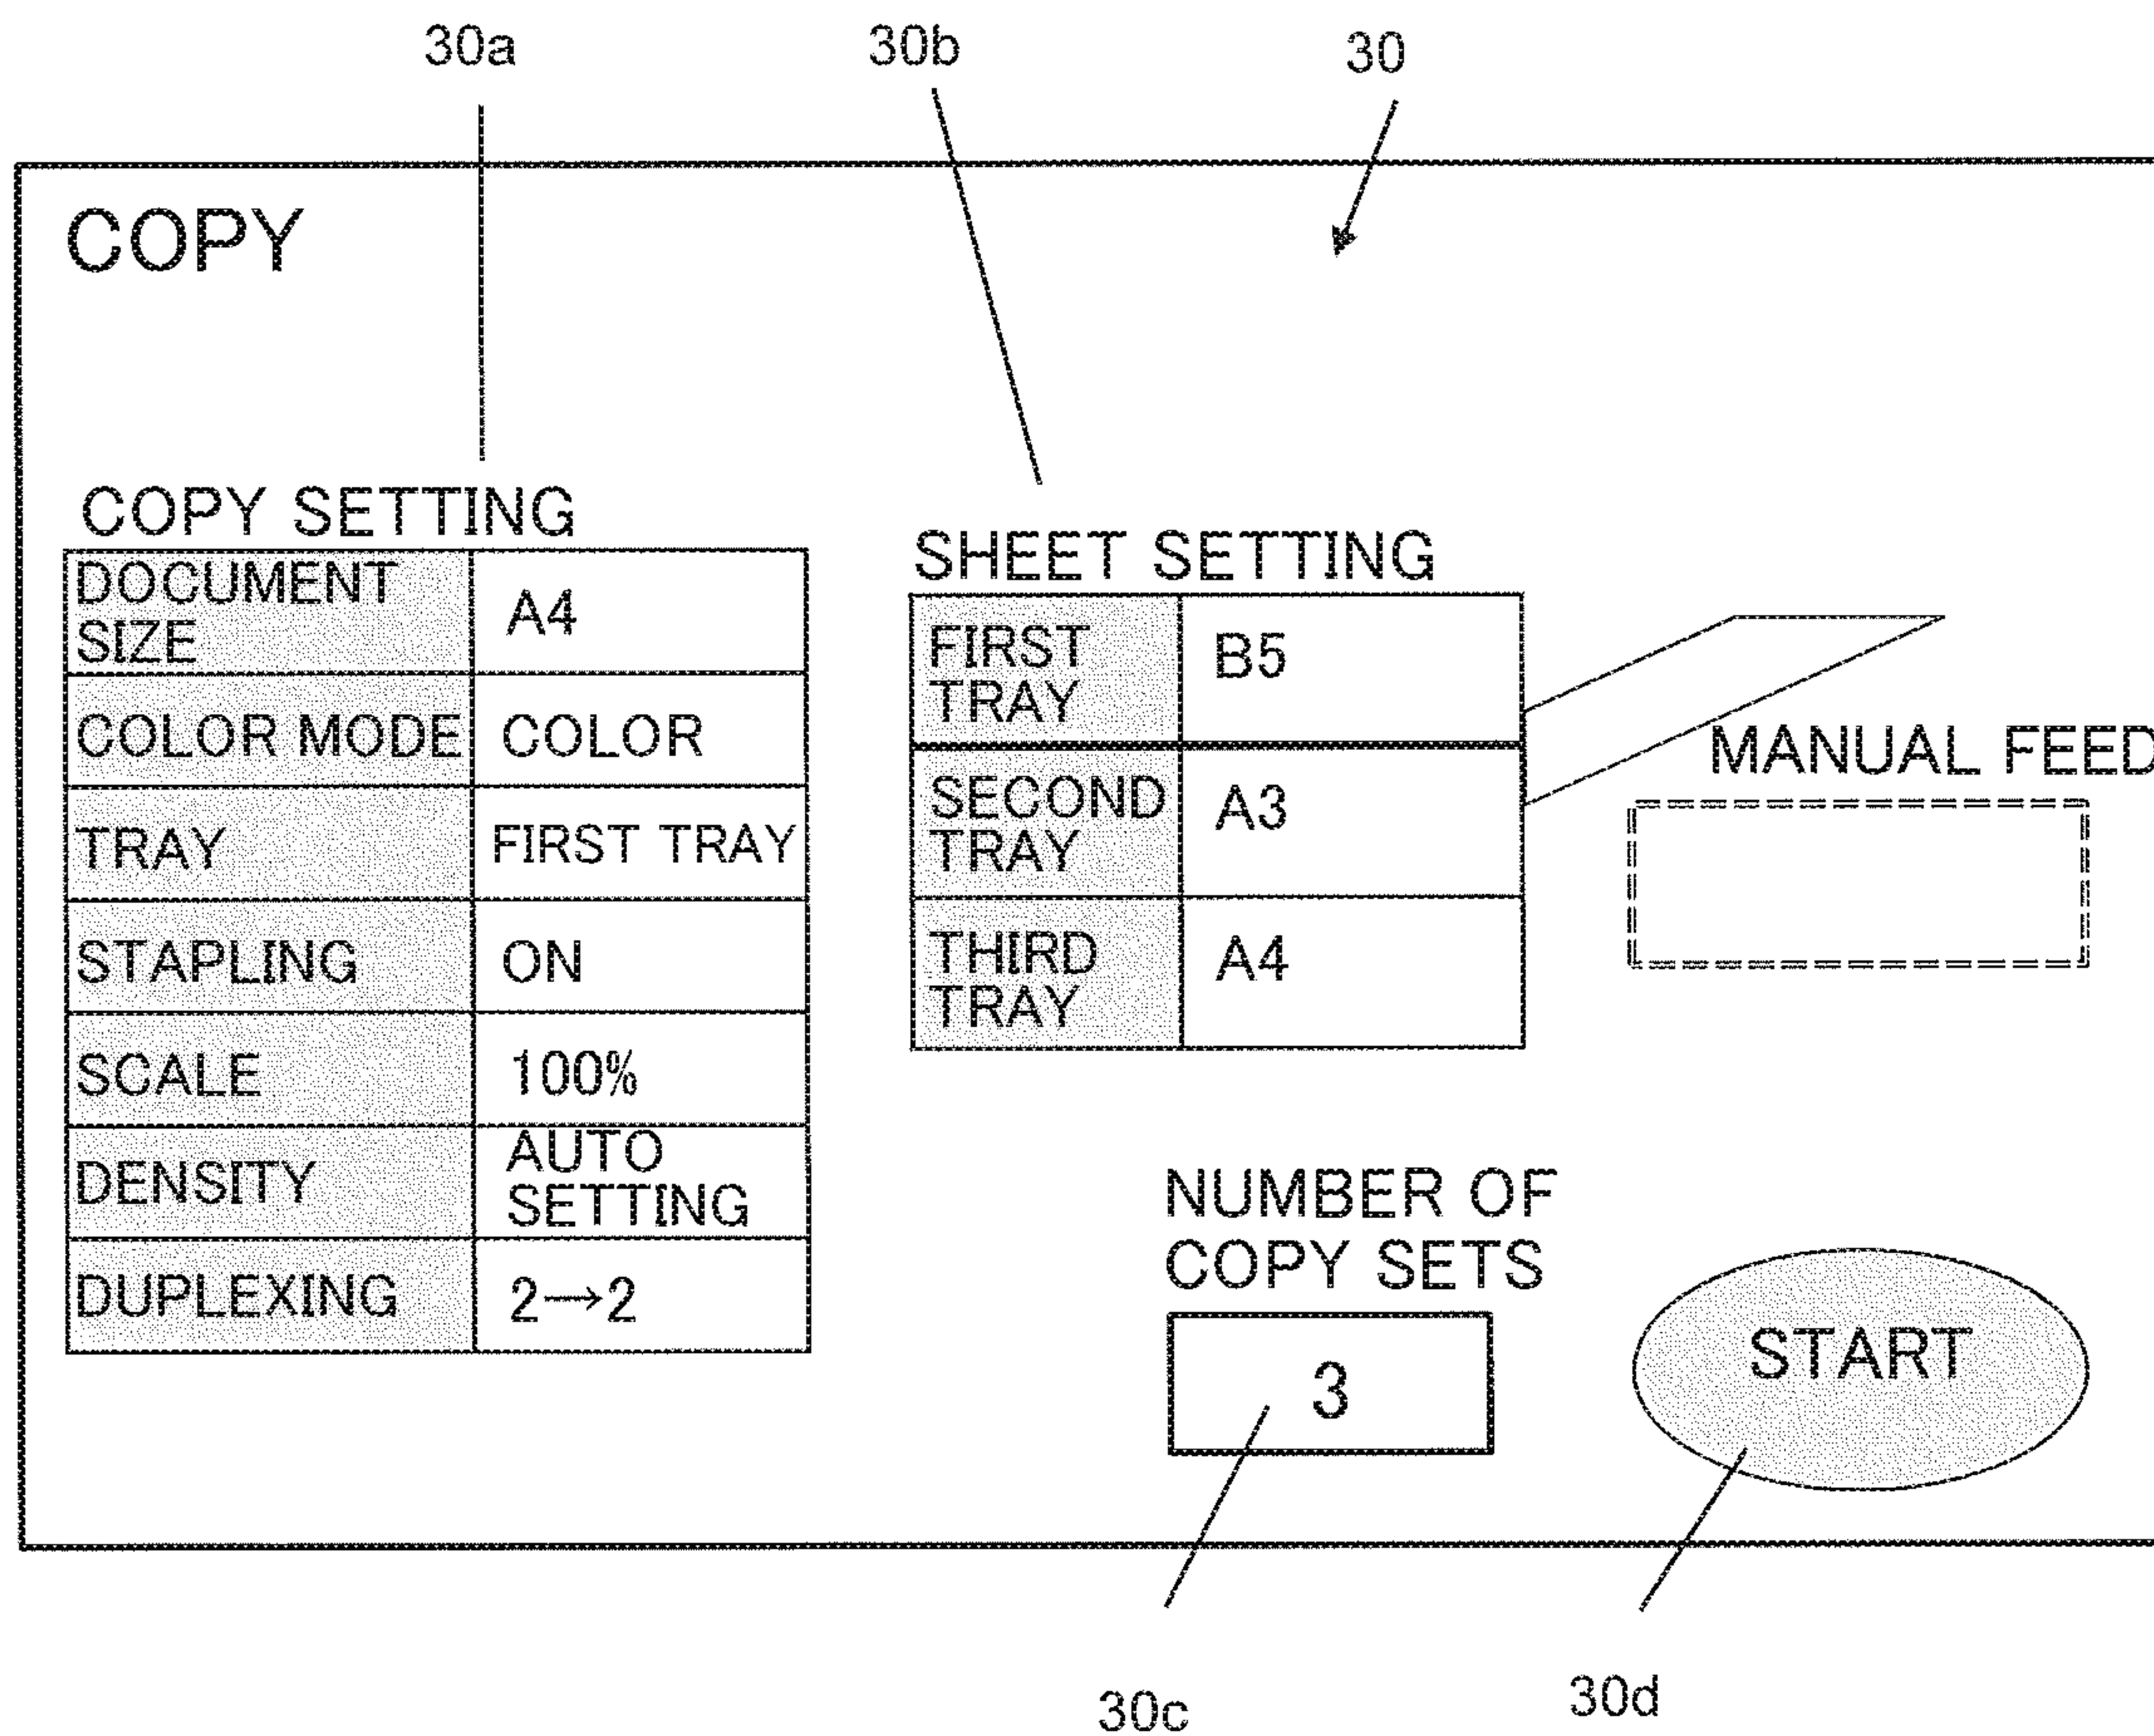 30a
30b
30
COPY
COPY SETTING
DOCUMENT
SIZE
A4
COLOR MODE
COLOR
TRAY
FIRST TRAY
STAPLING
ON
SCALE
100%
DENSITY
AUTO
SETTING
DUPLEXING
2→2
SHEET SETTING
FIRST
TRAY
B5
SECOND
TRAY
A3
THIRD
TRAY
A4
MANUAL FEED
NUMBER OF
COPY SETS
3
START
30c
30d